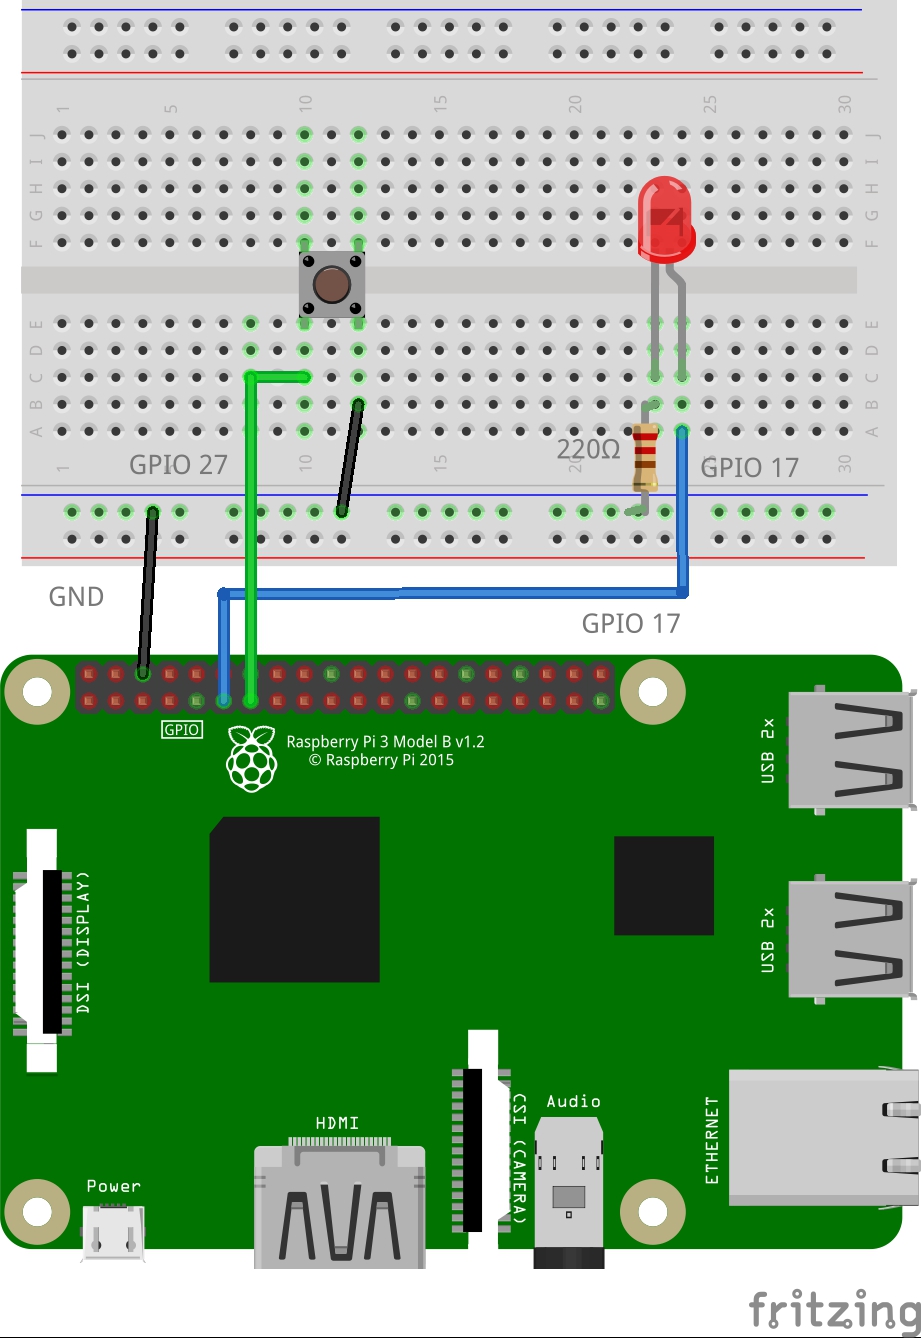 1 5 10 15 20 25 30
J J
I I
H H
G G
F F
E E
D D
C C
B B
A A
220Ω
GPIO 27
GPIO 17
1 10 20 30
GND
GPIO 17
GPIO
Raspberry Pi 3 Model B v1.2
© Raspberry Pi 2015
USB 2x
DSI (DISPLAY)
USB 2x
CSI (CAMERA)
Audio
ETHERNET
HDMI
Power
fritzing